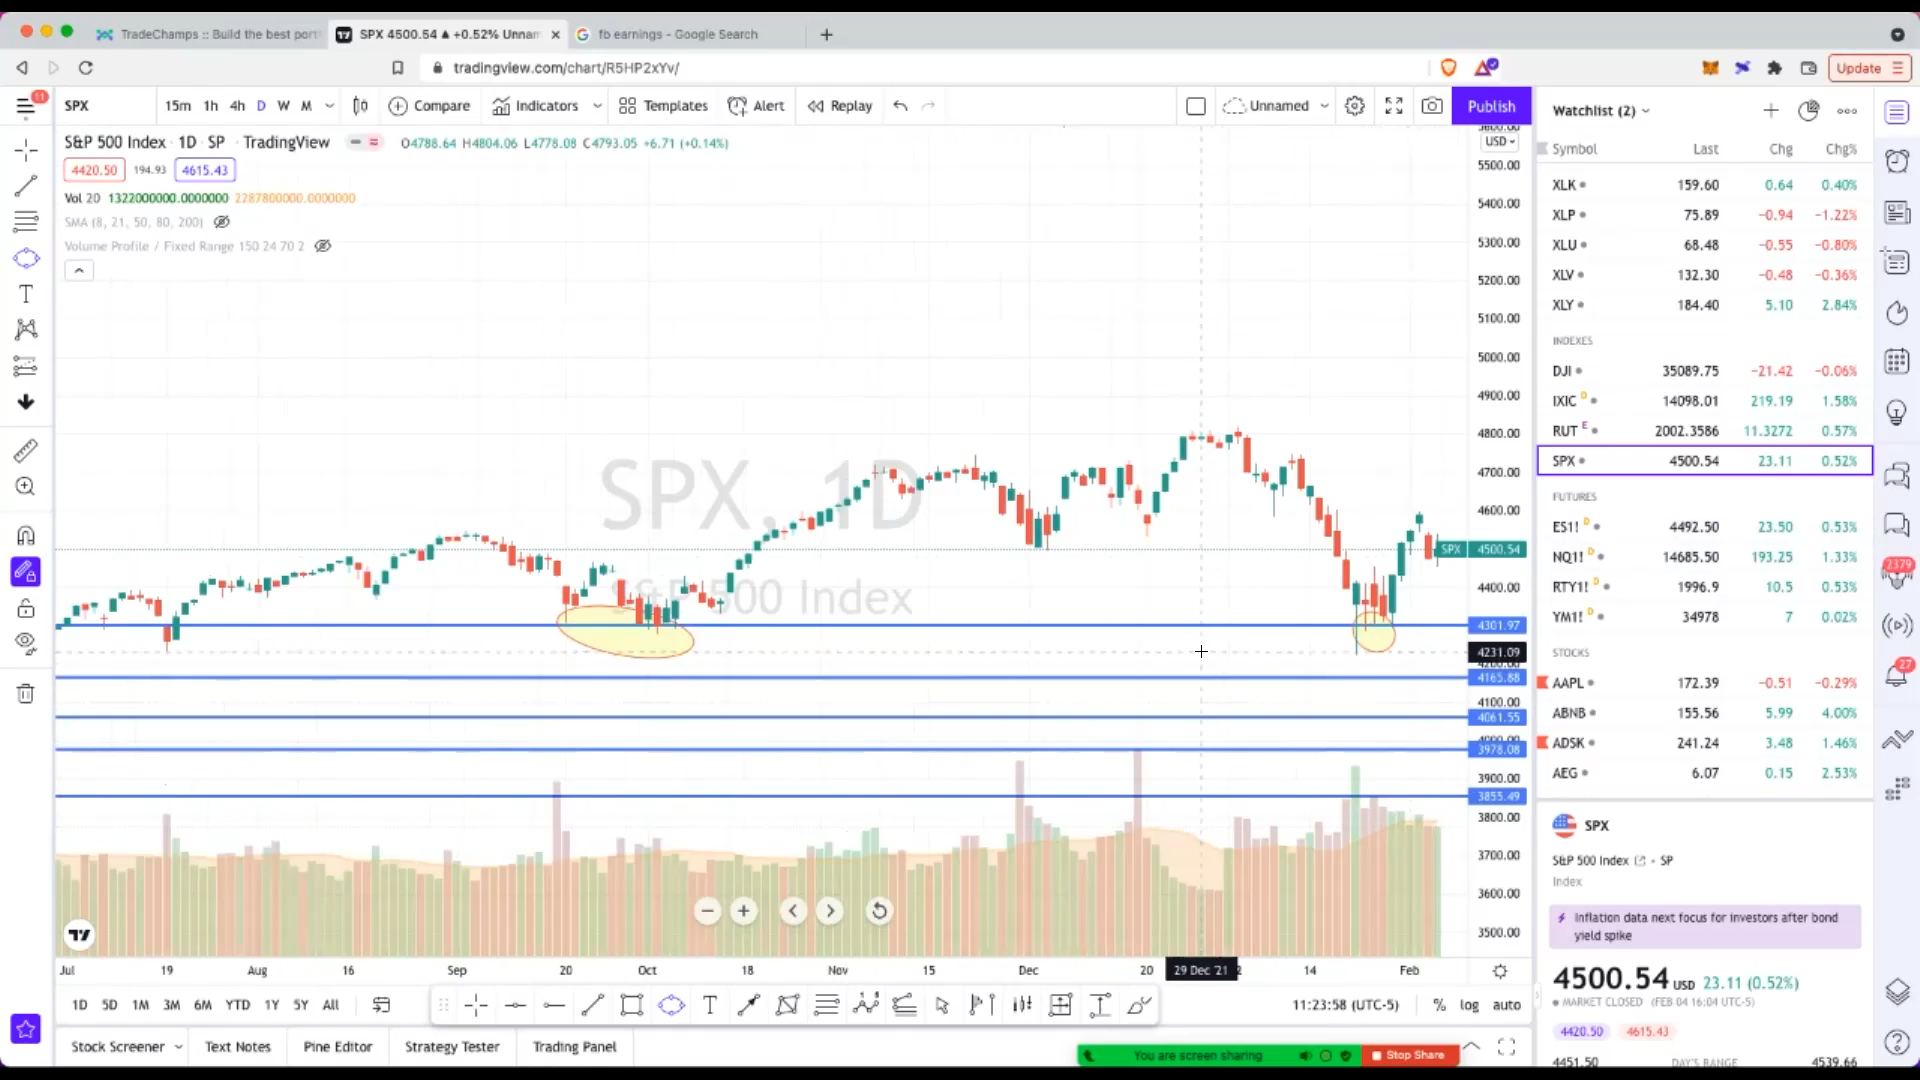 TradeChamps :: Build the best port
SPX 4500.54 ▲ +0.52% Unnam
fb earnings - Google Search
tradingview.com/chart/R5HP2xYv/
Update
11
SPX
15m 1h 4h D W M
Compare
Indicators
Templates
Alert
Replay
Unnamed
Publish
S&P 500 Index · 1D · SP · TradingView
O4788.64 H4804.06 L4778.08 C4793.05 +6.71 (+0.14%)
4420.50 194.93 4615.43
Vol 20 1322000000.0000000 2287800000.0000000
SMA (8, 21, 50, 80, 200)
Volume Profile / Fixed Range 150 24 70 2
SPX, 1D
S&P 500 Index
USD
5500.00
5400.00
5300.00
5200.00
5100.00
5000.00
4900.00
4800.00
4700.00
4600.00
SPX 4500.54
4400.00
4301.97
4231.09
4165.88
4100.00
4061.55
3978.08
3900.00
3855.49
3800.00
3700.00
3600.00
3500.00
Jul 19 Aug 16 Sep 20 Oct 18 Nov 15 Dec 20 29 Dec '21 14 Feb
1D 5D 1M 3M 6M YTD 1Y 5Y All
11:23:58 (UTC-5) % log auto
Stock Screener
Text Notes
Pine Editor
Strategy Tester
Trading Panel
You are screen sharing
Stop Share
Watchlist (2)
Symbol Last Chg Chg%
XLK 159.60 0.64 0.40%
XLP 75.89 −0.94 −1.22%
XLU 68.48 −0.55 −0.80%
XLV 132.30 −0.48 −0.36%
XLY 184.40 5.10 2.84%
INDEXES
DJI 35089.75 −21.42 −0.06%
IXIC D 14098.01 219.19 1.58%
RUT E 2002.3586 11.3272 0.57%
SPX 4500.54 23.11 0.52%
FUTURES
ES1! D 4492.50 23.50 0.53%
NQ1! D 14685.50 193.25 1.33%
RTY1! D 1996.9 10.5 0.53%
YM1! D 34978 7 0.02%
STOCKS
AAPL 172.39 −0.51 −0.29%
ABNB 155.56 5.99 4.00%
ADSK 241.24 3.48 1.46%
AEG 6.07 0.15 2.53%
SPX
S&P 500 Index · SP
Index
Inflation data next focus for investors after bond
yield spike
4500.54 USD 23.11 (0.52%)
MARKET CLOSED (FEB 04 16:04 UTC-5)
4420.50 4615.43
4451.50 DAY'S RANGE 4539.66
2379
27